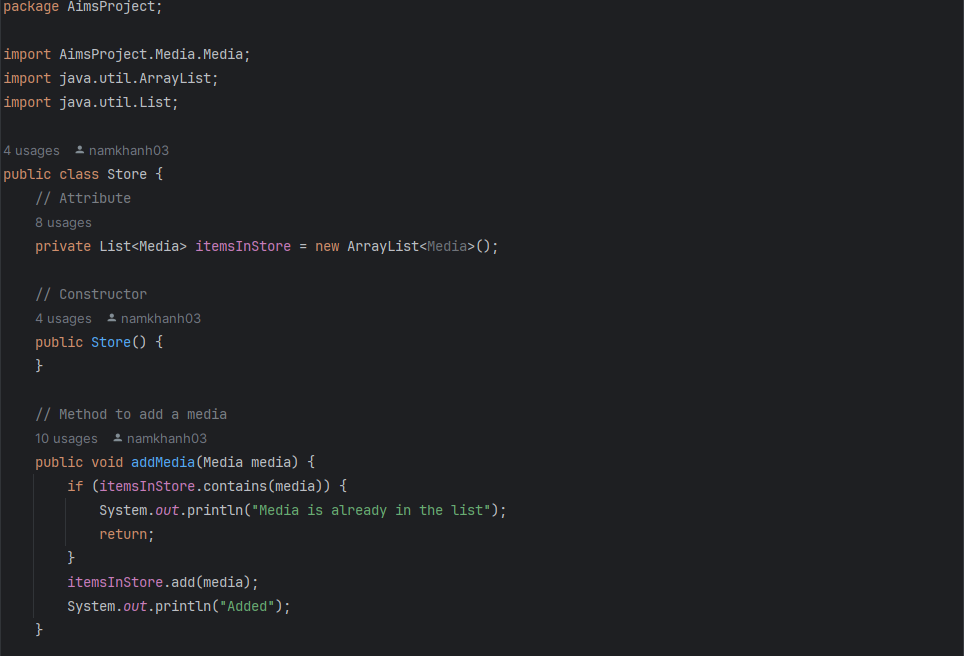 package AimsProject;
import AimsProject.Media.Media;
import java.util.ArrayList;
import java.util.List;
4 usages namkhanh03
public class Store {
// Attribute
8 usages
private List<Media> itemsInStore = new ArrayList<Media>();
// Constructor
4 usages namkhanh03
public Store() {
}
// Method to add a media
10 usages namkhanh03
public void addMedia(Media media) {
if (itemsInStore.contains(media)) {
System.out.println("Media is already in the list");
return;
}
itemsInStore.add(media);
System.out.println("Added");
}